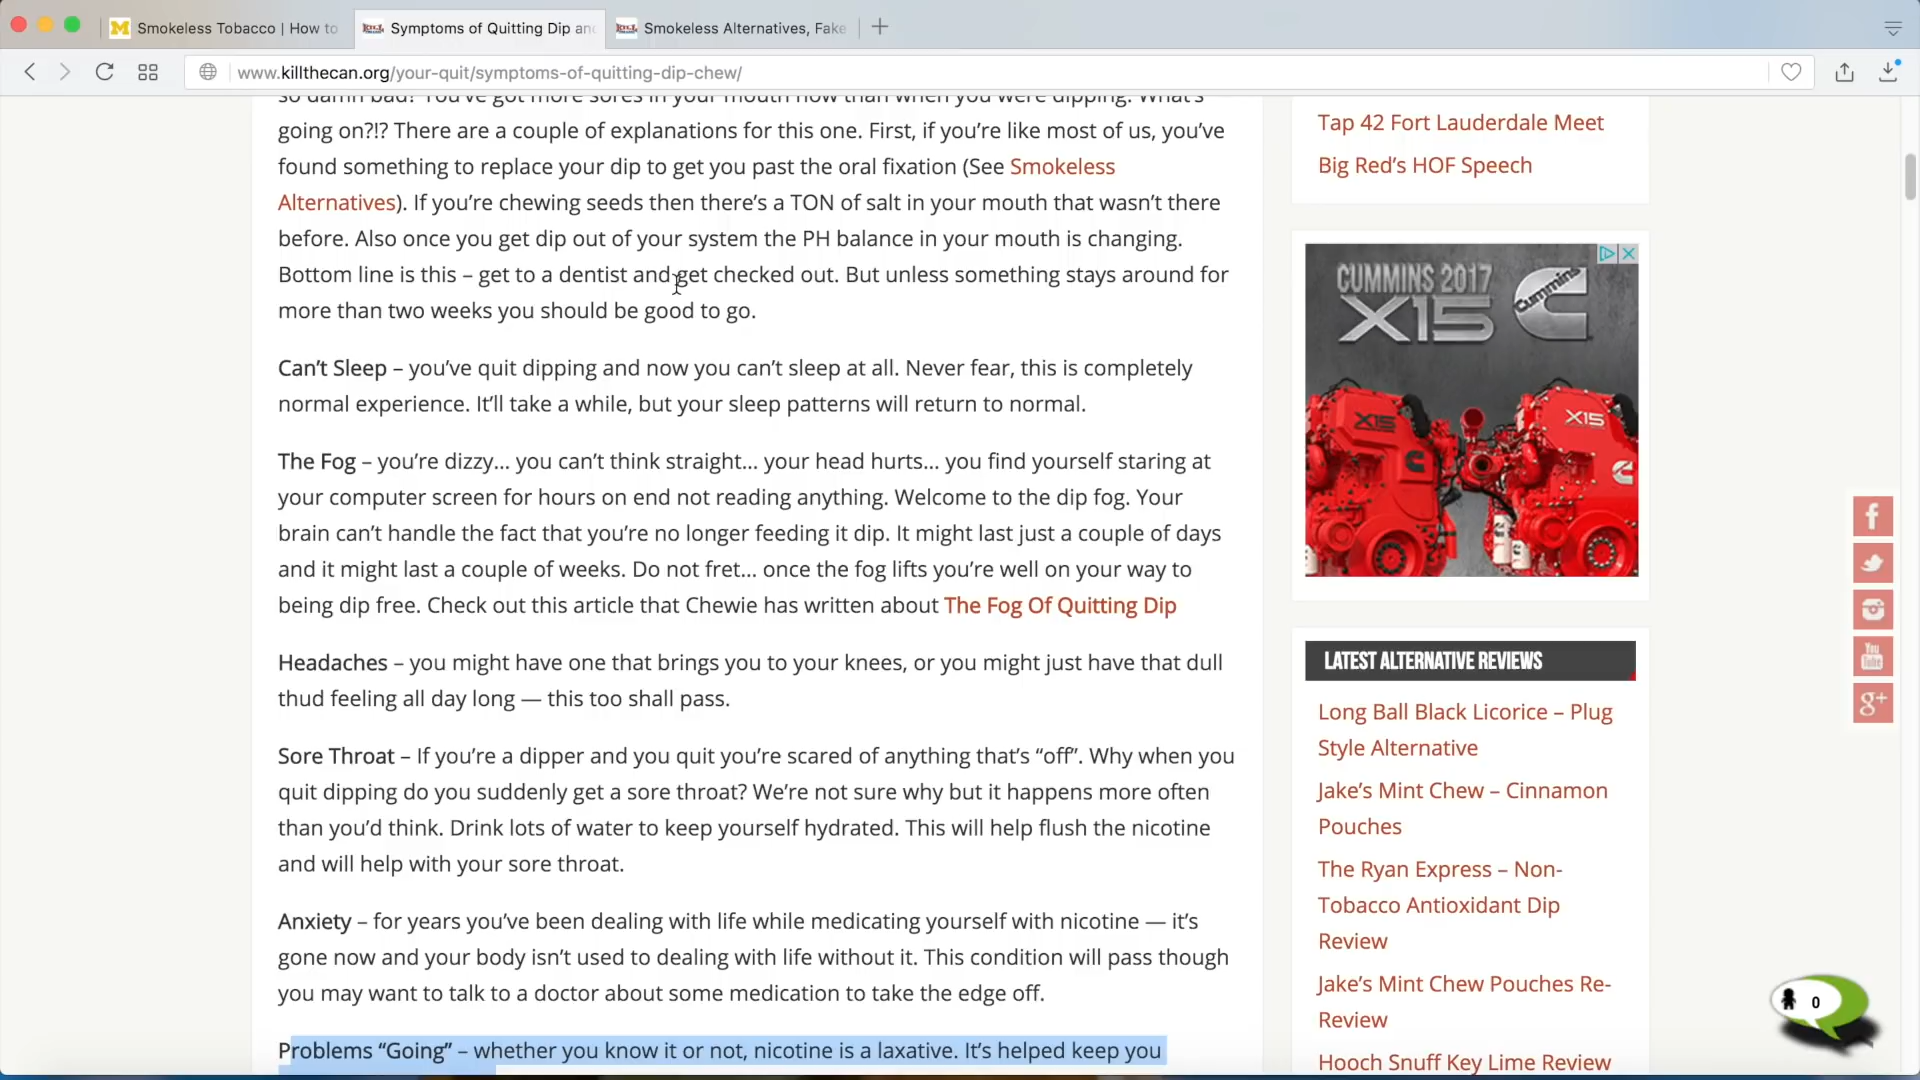 Smokeless Tobacco | How to
Symptoms of Quitting Dip an
Smokeless Alternatives, Fake
www.killthecan.org/your-quit/symptoms-of-quitting-dip-chew/
so damn bad? You've got more sores in your mouth now than when you were dipping. What's
going on?!? There are a couple of explanations for this one. First, if you're like most of us, you've
found something to replace your dip to get you past the oral fixation (See Smokeless
Alternatives). If you're chewing seeds then there's a TON of salt in your mouth that wasn't there
before. Also once you get dip out of your system the PH balance in your mouth is changing.
Bottom line is this – get to a dentist and get checked out. But unless something stays around for
more than two weeks you should be good to go.
Can't Sleep – you've quit dipping and now you can't sleep at all. Never fear, this is completely
normal experience. It'll take a while, but your sleep patterns will return to normal.
The Fog – you're dizzy… you can't think straight… your head hurts… you find yourself staring at
your computer screen for hours on end not reading anything. Welcome to the dip fog. Your
brain can't handle the fact that you're no longer feeding it dip. It might last just a couple of days
and it might last a couple of weeks. Do not fret… once the fog lifts you're well on your way to
being dip free. Check out this article that Chewie has written about The Fog Of Quitting Dip
Headaches – you might have one that brings you to your knees, or you might just have that dull
thud feeling all day long — this too shall pass.
Sore Throat – If you're a dipper and you quit you're scared of anything that's “off”. Why when you
quit dipping do you suddenly get a sore throat? We're not sure why but it happens more often
than you'd think. Drink lots of water to keep yourself hydrated. This will help flush the nicotine
and will help with your sore throat.
Anxiety – for years you've been dealing with life while medicating yourself with nicotine — it's
gone now and your body isn't used to dealing with life without it. This condition will pass though
you may want to talk to a doctor about some medication to take the edge off.
Problems “Going” – whether you know it or not, nicotine is a laxative. It's helped keep you
Tap 42 Fort Lauderdale Meet
Big Red's HOF Speech
CUMMINS 2017
X15
Cummins
X15
X15
LATEST ALTERNATIVE REVIEWS
Long Ball Black Licorice – Plug
Style Alternative
Jake's Mint Chew – Cinnamon
Pouches
The Ryan Express – Non-
Tobacco Antioxidant Dip
Review
Jake's Mint Chew Pouches Re-
Review
Hooch Snuff Key Lime Review
You
Tube
g+
0